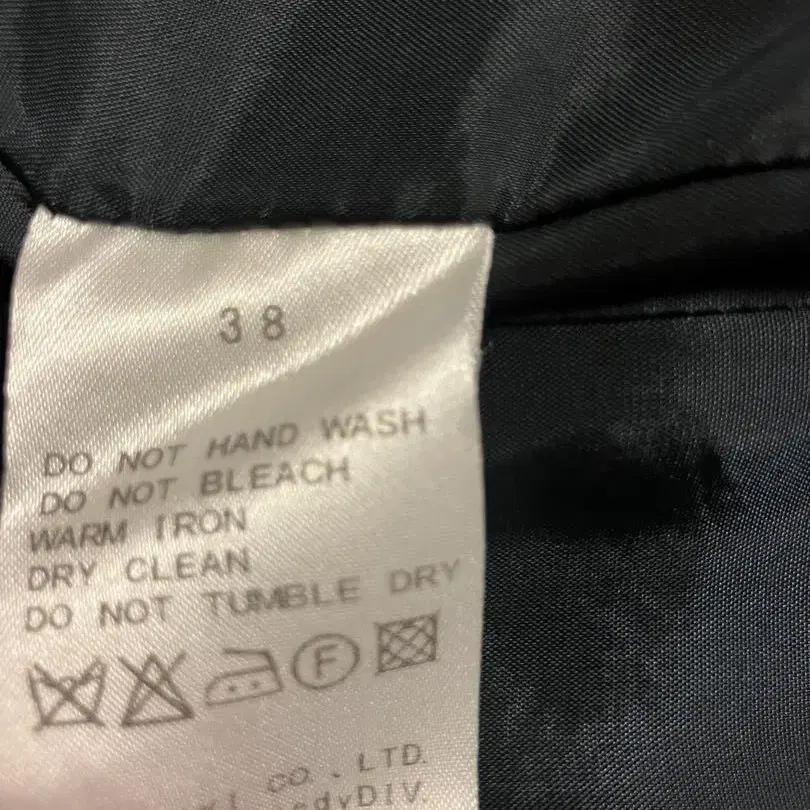 38
DO NOT HAND WASH
DO NOT BLEACH
WARM IRON
DRY CLEAN
DO NOT TUMBLE DRY
F
CO., LTD.